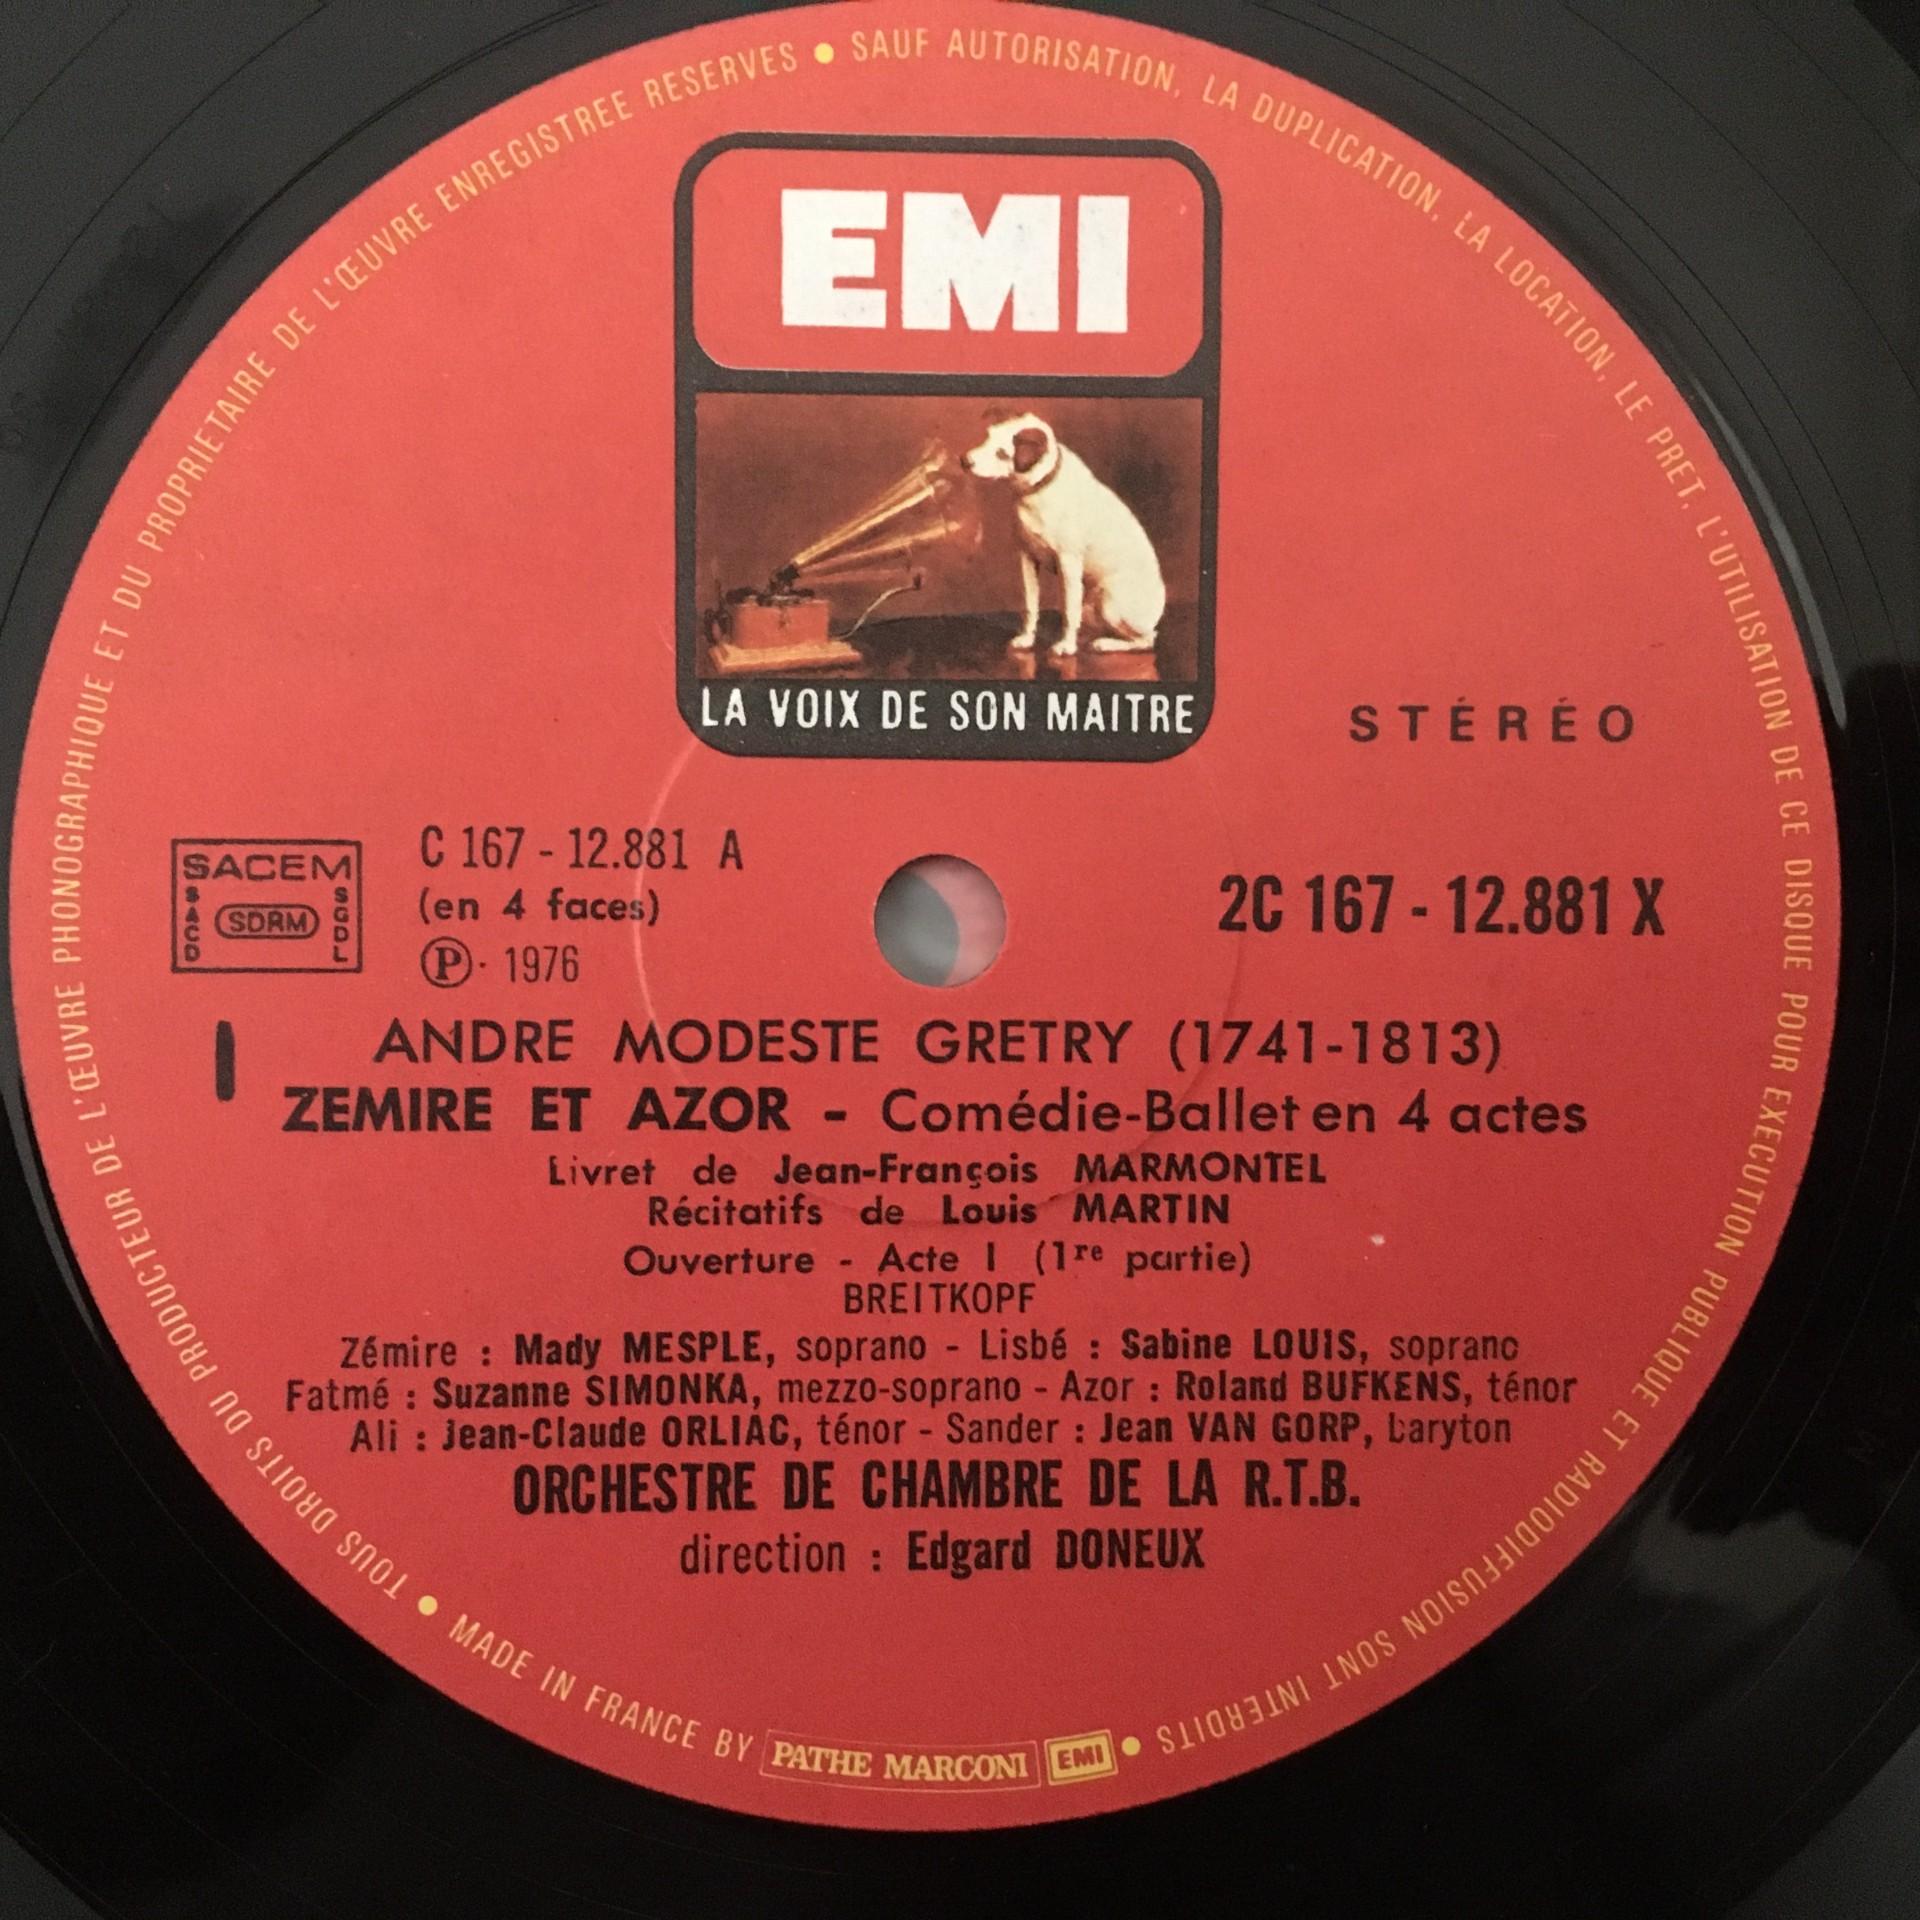 TOUS DROITS DU PRODUCTEUR DE L'ŒUVRE PHONOGRAPHIQUE ET DU PROPRIETAIRE DE L'ŒUVRE ENREGISTREE RESERVES • SAUF AUTORISATION, LA DUPLICATION, LA LOCATION, LE PRET, L'UTILISATION DE CE DISQUE POUR EXECUTION PUBLIQUE ET RADIODIFFUSION SONT INTERDITS •
EMI
LA VOIX DE SON MAITRE
STÉRÉO
SACEM
SACD
SDRM
SGDL
C 167 - 12.881 A
(en 4 faces)
Ⓟ· 1976
2C 167 - 12.881 X
I
ANDRE MODESTE GRETRY (1741-1813)
ZEMIRE ET AZOR - Comédie-Ballet en 4 actes
Livret de Jean-François MARMONTEL
Récitatifs de Louis MARTIN
Ouverture - Acte I (1re partie)
BREITKOPF
Zémire : Mady MESPLE, soprano - Lisbé : Sabine LOUIS, soprano
Fatmé : Suzanne SIMONKA, mezzo-soprano - Azor : Roland BUFKENS, ténor
Ali : Jean-Claude ORLIAC, ténor - Sander : Jean VAN GORP, baryton
ORCHESTRE DE CHAMBRE DE LA R.T.B.
direction : Edgard DONEUX
• MADE IN FRANCE BY PATHE MARCONI EMI